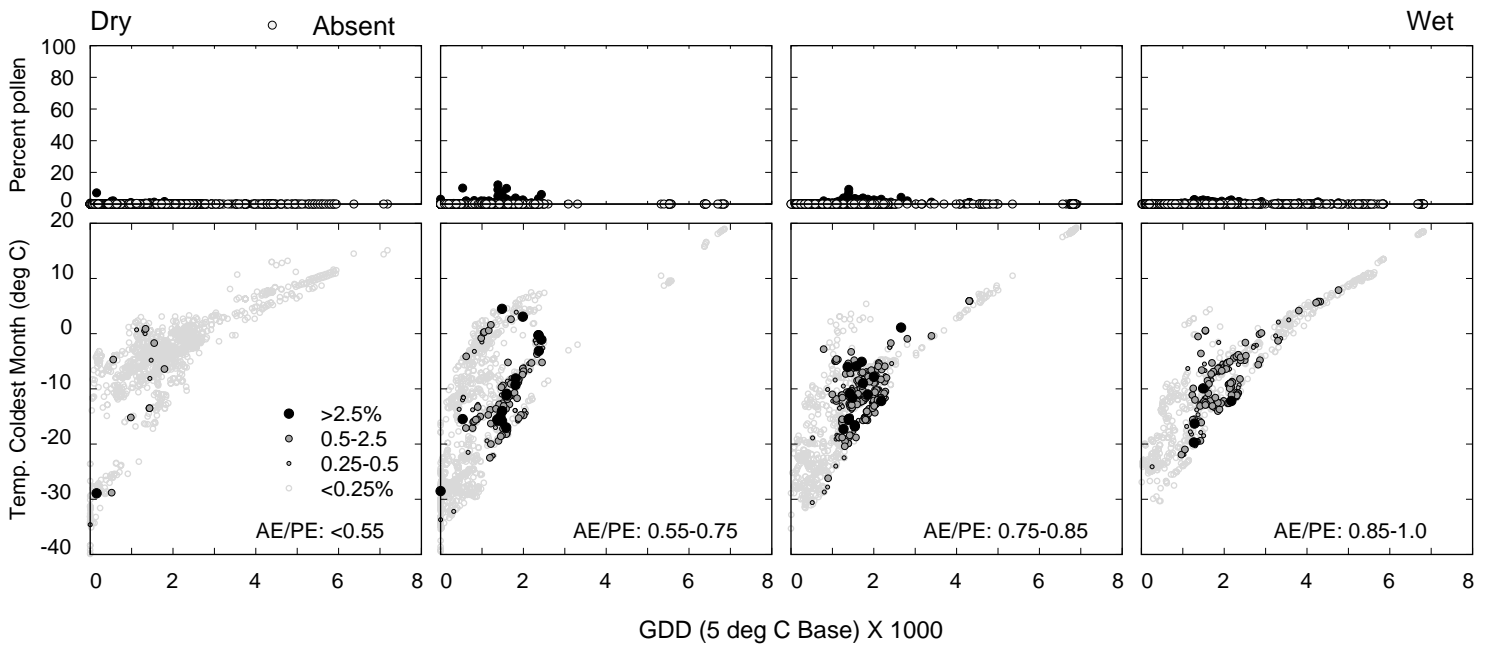 Dry
Absent
Wet
Percent pollen
100
80
60
40
20
0
Temp. Coldest Month (deg C)
20
10
0
-10
-20
-30
-40
>2.5%
0.5-2.5
0.25-0.5
<0.25%
AE/PE: <0.55
AE/PE: 0.55-0.75
AE/PE: 0.75-0.85
AE/PE: 0.85-1.0
0 2 4 6 8
0 2 4 6 8
0 2 4 6 8
0 2 4 6 8
GDD (5 deg C Base) X 1000